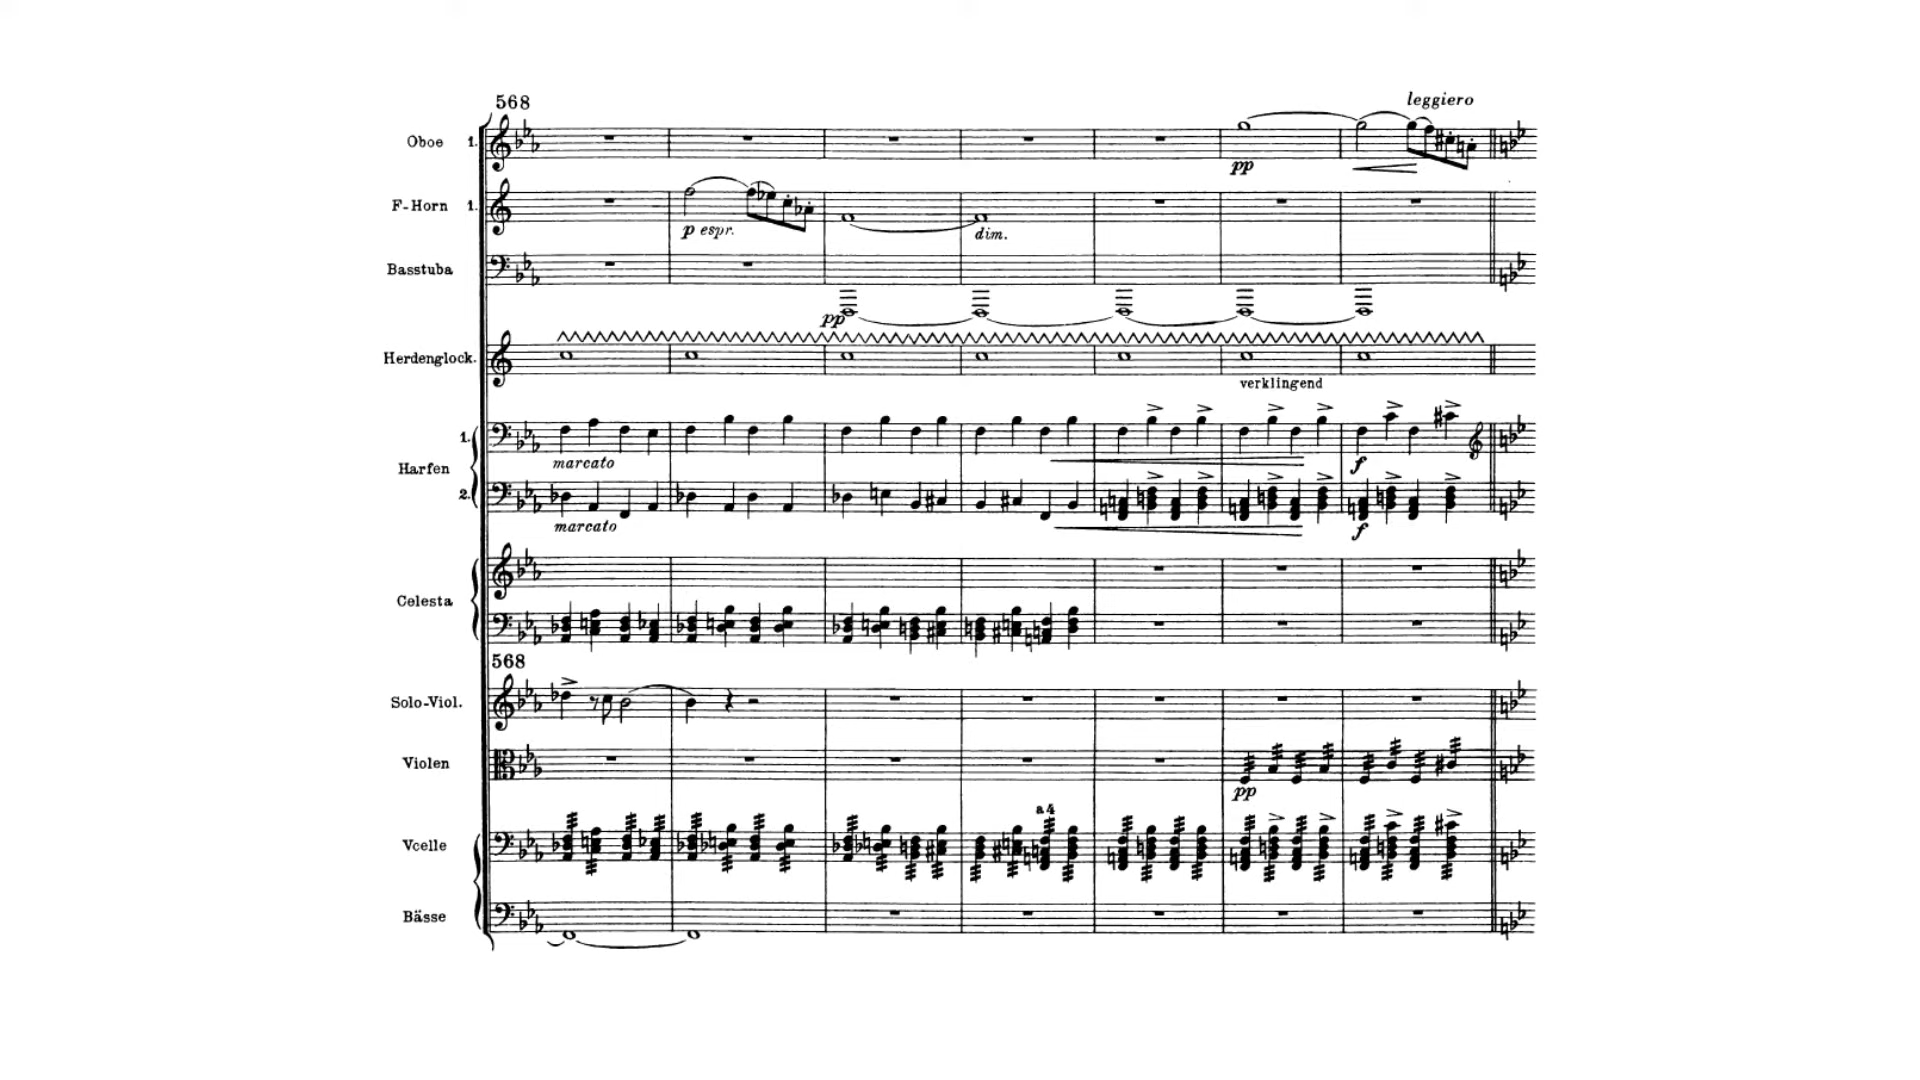 568
leggiero
Oboe 1.
pp
F-Horn 1.
p espr.
dim.
Basstuba
pp
Herdenglock.
verklingend
1.
marcato
f
Harfen
2.
marcato
f
Celesta
568
Solo-Viol.
Violen
pp
a 4
Vcelle
Bässe